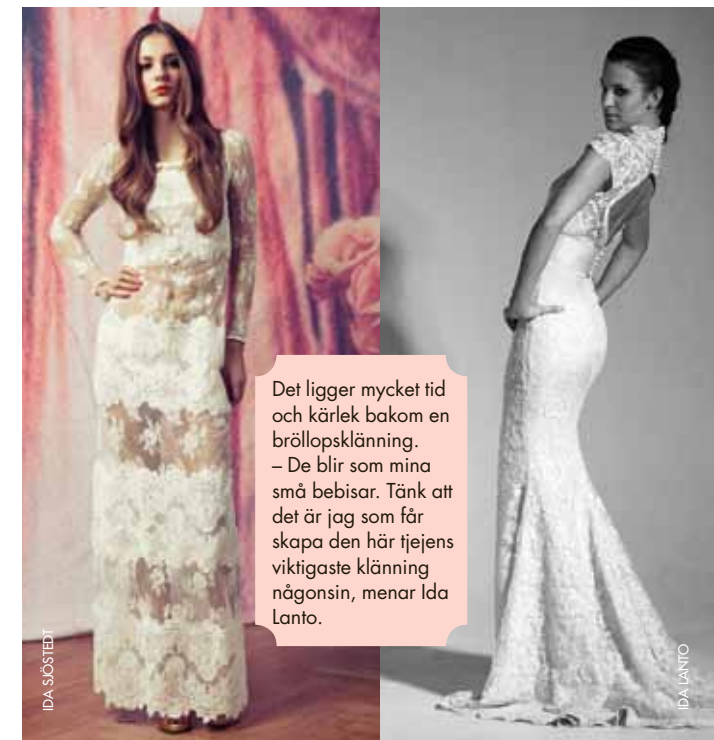 Det ligger mycket tid
och kärlek bakom en
bröllopsklänning.
– De blir som mina
små bebisar. Tänk att
det är jag som får
skapa den här tjejens
viktigaste klänning
någonsin, menar Ida
Lanto.
IDA SJÖSTEDT
IDA LANTO